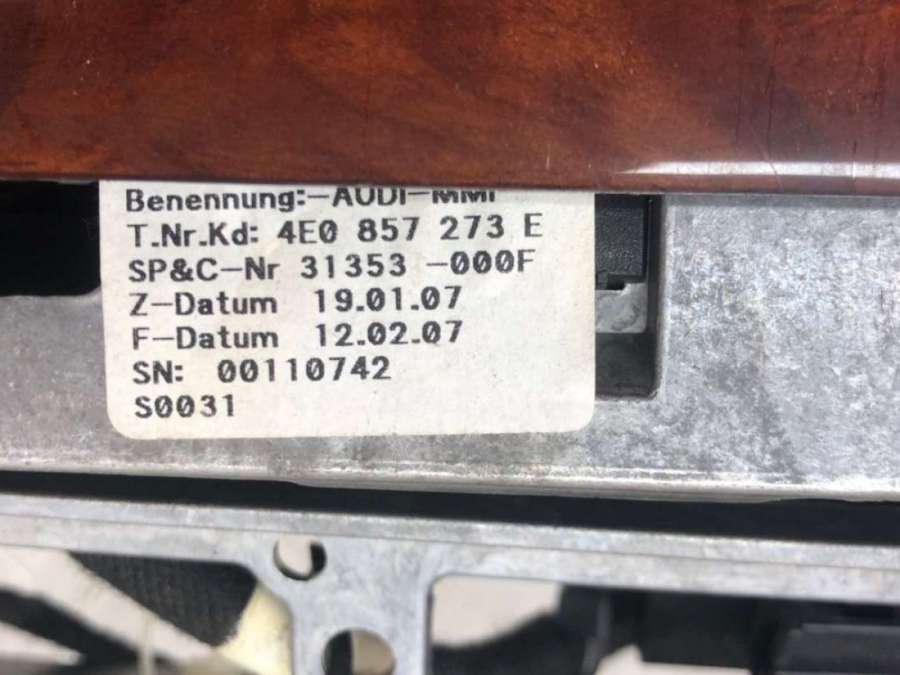 Benennung:-AUDI-MMI
T.Nr.Kd: 4E0 857 273 E
SP&C-Nr 31353 -000F
Z-Datum 19.01.07
F-Datum 12.02.07
SN: 00110742
S0031